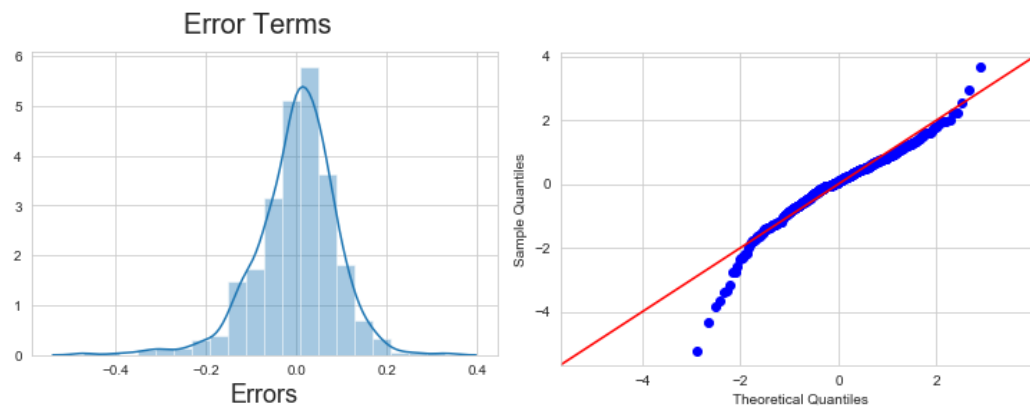 Error Terms
6
5
4
3
2
1
0
−0.4 −0.2 0.0 0.2 0.4
Errors
Sample Quantiles
4
2
0
−2
−4
−4 −2 0 2
Theoretical Quantiles